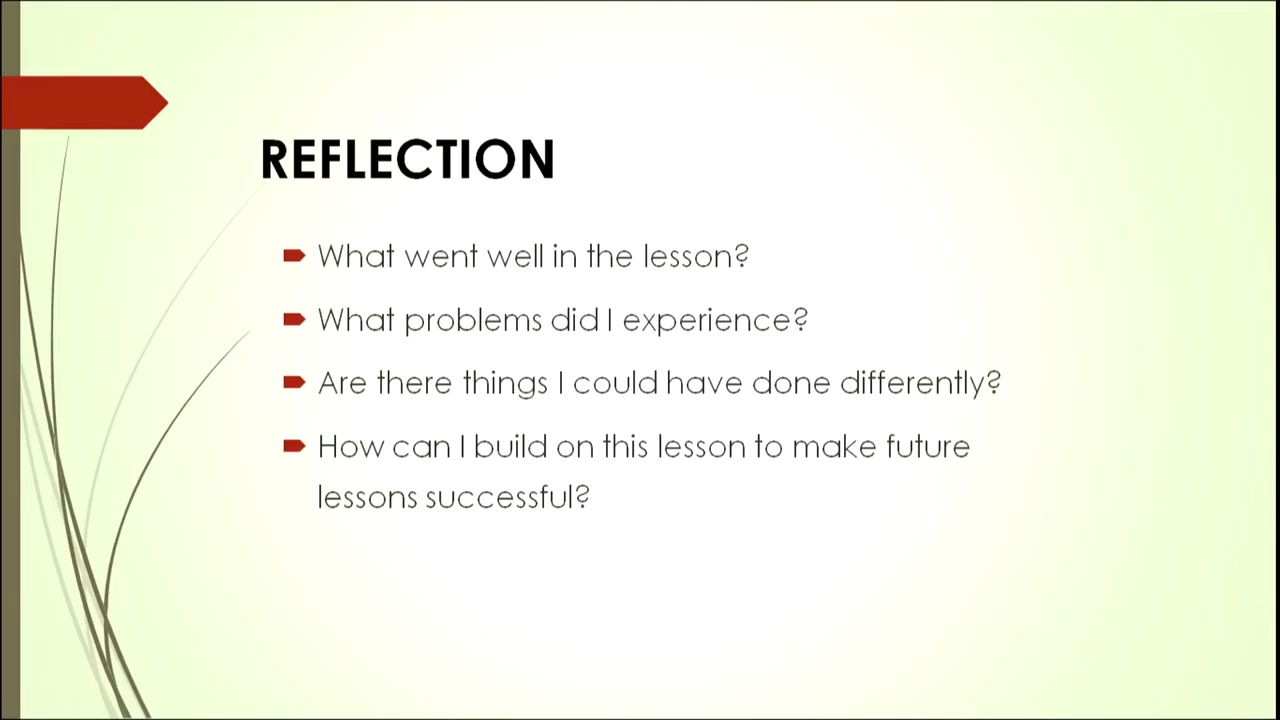 REFLECTION
What went well in the lesson?
What problems did I experience?
Are there things I could have done differently?
How can I build on this lesson to make future
lessons successful?